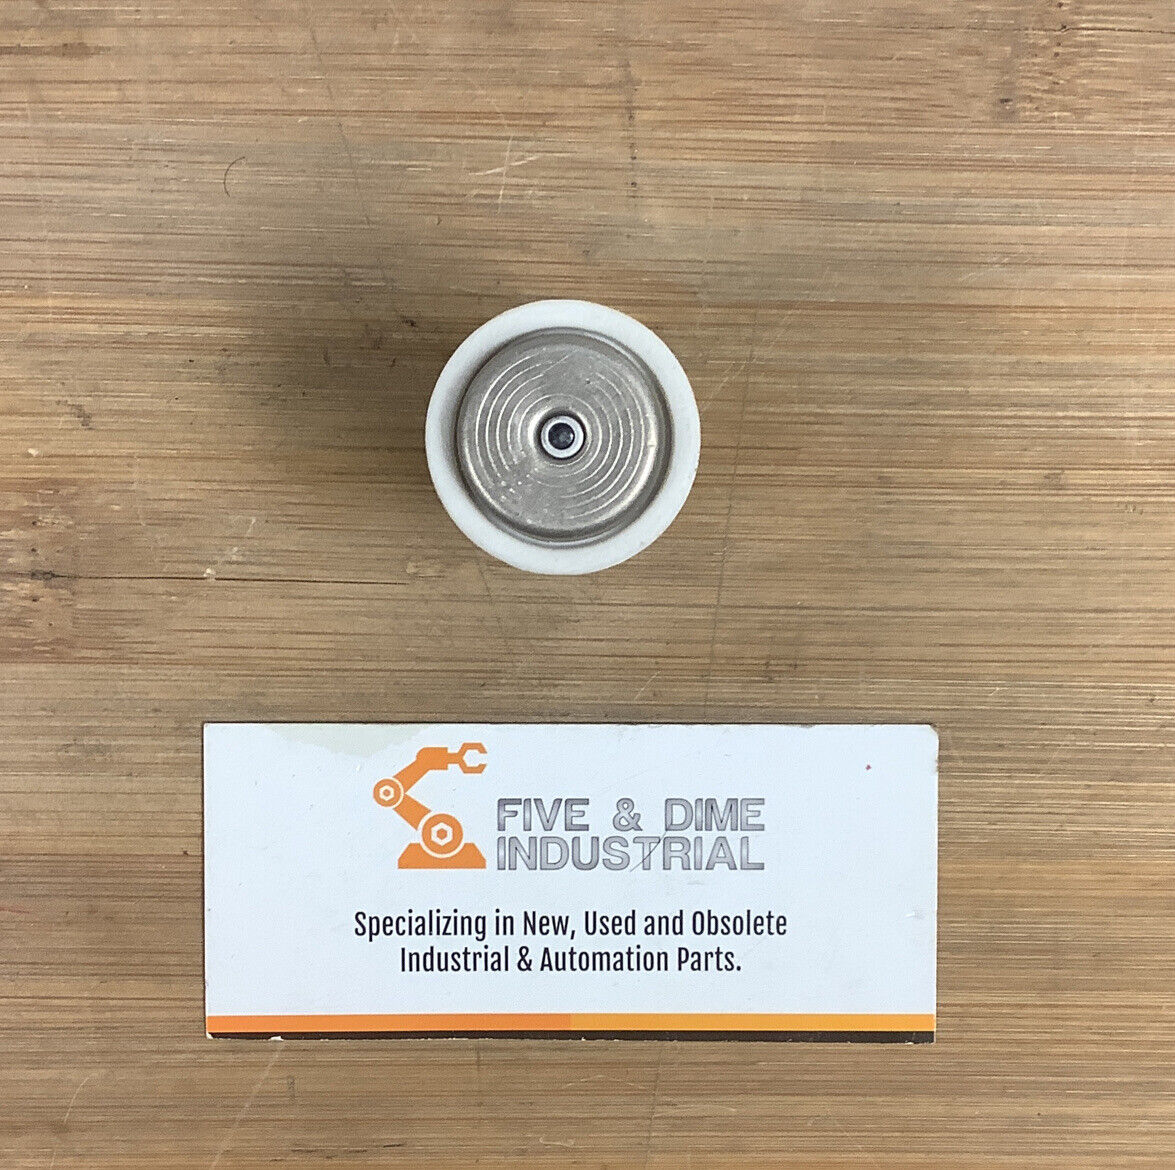 FIVE & DIME
INDUSTRIAL
Specializing in New, Used and Obsolete
Industrial & Automation Parts.